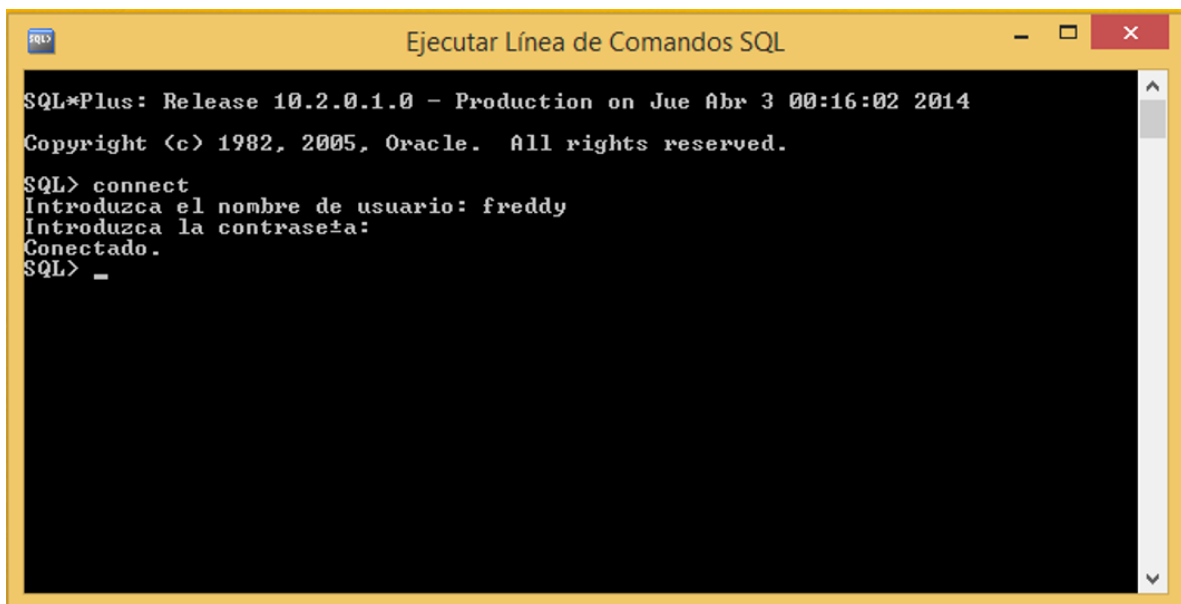 Ejecutar Línea de Comandos SQL
SQL*Plus: Release 10.2.0.1.0 - Production on Jue Abr 3 00:16:02 2014
Copyright (c) 1982, 2005, Oracle.  All rights reserved.
SQL> connect
Introduzca el nombre de usuario: freddy
Introduzca la contrase±a:
Conectado.
SQL> _